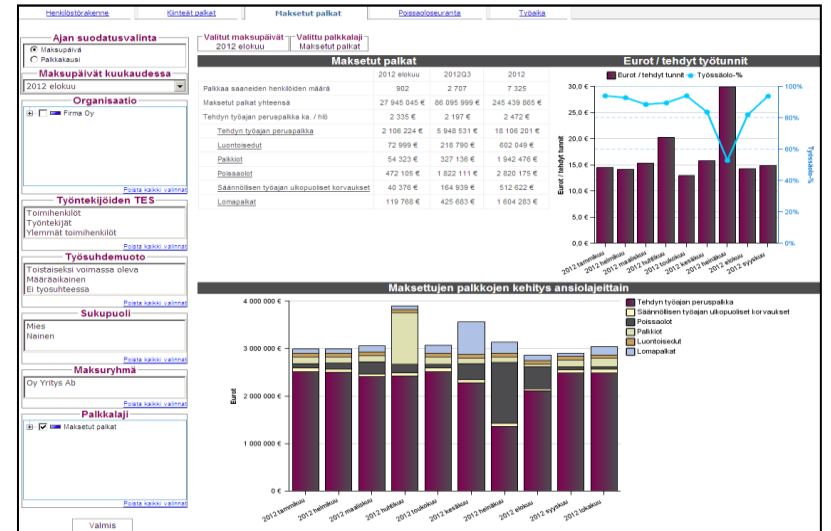 Henkilöstörakenne
Kiinteät palkat
Maksetut palkat
Poissaoloseuranta
Työaika
Ajan suodatusvalinta
Maksupäivä
Palkkakausi
Maksupäivät kuukaudessa
2012 elokuu
Organisaatio
Firma Oy
Poista kaikki valinnat
Työntekijöiden TES
Toimihenkilöt
Työntekijät
Ylemmät toimihenkilöt
Poista kaikki valinnat
Työsuhdemuoto
Toistaiseksi voimassa oleva
Määräaikainen
Ei tyosuhteessa
Poista kaikki valinnat
Sukupuoli
Mies
Nainen
Poista kaikki valinnat
Maksuryhmä
Oy Yritys Ab
Poista kaikki valinnat
Palkkalaji
Maksetut palkat
Poista kaikki valinnat
Valmis
Valitut maksupäivät
2012 elokuu
Valittu palkkalaji
Maksetut palkat
Maksetut palkat
2012 elokuu 2012Q3 2012
Palkkaa saaneiden henkilöiden määrä 902 2 707 7 325
Maksetut palkat yhteensä 27 945 045 € 86 095 999 € 245 439 865 €
Tehdyn työajan peruspalkka ka. / hlö 2 335 € 2 197 € 2 472 €
Tehdyn työajan peruspalkka 2 106 224 € 5 948 531 € 18 106 201 €
Luontoisedut 72 999 € 218 790 € 602 049 €
Palkkiot 54 323 € 327 136 € 1 942 476 €
Poissaolot 472 105 € 1 822 111 € 2 820 175 €
Säännöllisen työajan ulkopuoliset korvaukset 40 376 € 164 939 € 512 622 €
Lomapalkat 119 768 € 425 683 € 1 604 283 €
Eurot / tehdyt työtunnit
Eurot / tehdyt tunnit
Työssäolo-%
30,0 €
25,0 €
20,0 €
15,0 €
10,0 €
5,0 €
0,0 €
Eurot / tehdyt tunnit
100%
80%
60%
40%
20%
0%
Työssäolo-%
2012 tammikuu
2012 helmikuu
2012 maaliskuu
2012 huhtikuu
2012 toukokuu
2012 kesäkuu
2012 heinäkuu
2012 elokuu
2012 syyskuu
Maksettujen palkkojen kehitys ansiolajeittain
4 000 000 €
3 000 000 €
2 000 000 €
1 000 000 €
0 €
Eurot
2012 tammikuu
2012 helmikuu
2012 maaliskuu
2012 huhtikuu
2012 toukokuu
2012 kesäkuu
2012 heinäkuu
2012 elokuu
2012 syyskuu
2012 lokakuu
Tehdyn työajan peruspalkka
Säännöllisen työajan ulkopuoliset korvaukset
Poissaolot
Palkkiot
Luontoisedut
Lomapalkat